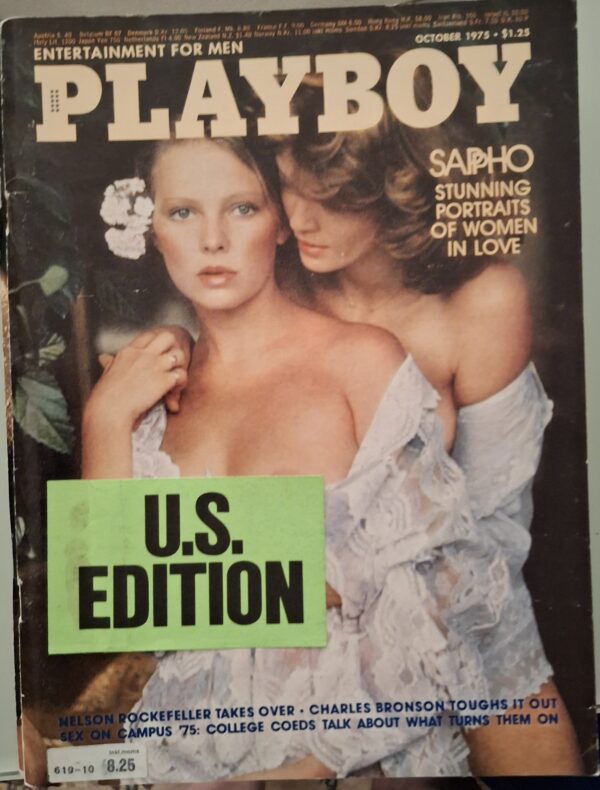 ENTERTAINMENT FOR MEN
OCTOBER 1975 • $1.25
PLAYBOY
SAPPHO
STUNNING
PORTRAITS
OF WOMEN
IN LOVE
U.S.
EDITION
NELSON ROCKEFELLER TAKES OVER • CHARLES BRONSON TOUGHS IT OUT
SEX ON CAMPUS '75: COLLEGE COEDS TALK ABOUT WHAT TURNS THEM ON
inkl.moms
619-10 8.25